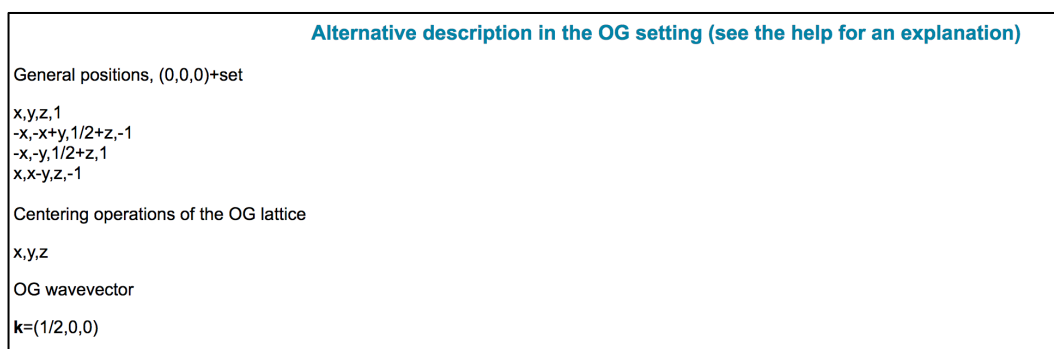 Alternative description in the OG setting (see the help for an explanation)
General positions, (0,0,0)+set
x,y,z,1
-x,-x+y,1/2+z,-1
-x,-y,1/2+z,1
x,x-y,z,-1
Centering operations of the OG lattice
x,y,z
OG wavevector
k=(1/2,0,0)